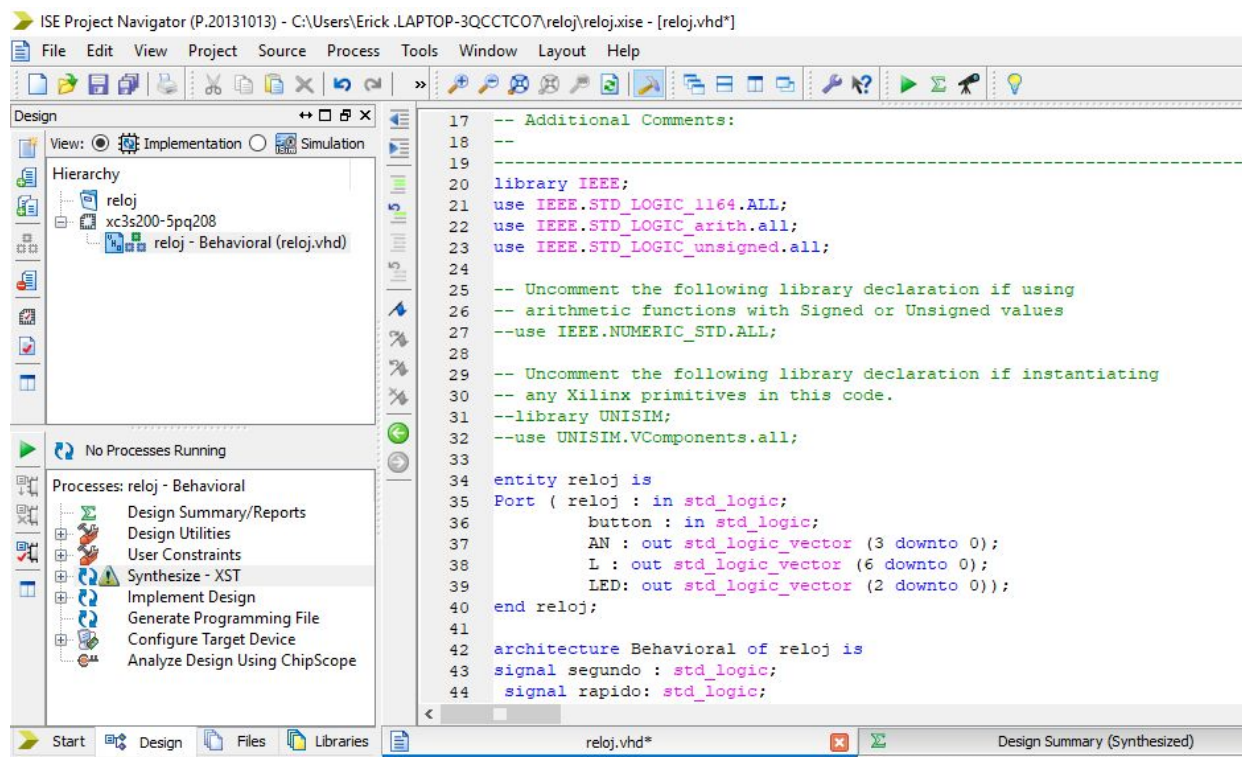 ISE Project Navigator (P.20131013) - C:\Users\Erick .LAPTOP-3QCCTCO7\reloj\reloj.xise - [reloj.vhd*]
File Edit View Project Source Process Tools Window Layout Help
»
Design
View: Implementation Simulation
Hierarchy
reloj
xc3s200-5pq208
reloj - Behavioral (reloj.vhd)
No Processes Running
Processes: reloj - Behavioral
Design Summary/Reports
Design Utilities
User Constraints
Synthesize - XST
Implement Design
Generate Programming File
Configure Target Device
Analyze Design Using ChipScope
Start Design Files Libraries
17 -- Additional Comments:
18 --
19 ----------------------------------------------------------------------------------
20 library IEEE;
21 use IEEE.STD_LOGIC_1164.ALL;
22 use IEEE.STD_LOGIC_arith.all;
23 use IEEE.STD_LOGIC_unsigned.all;
24
25 -- Uncomment the following library declaration if using
26 -- arithmetic functions with Signed or Unsigned values
27 --use IEEE.NUMERIC_STD.ALL;
28
29 -- Uncomment the following library declaration if instantiating
30 -- any Xilinx primitives in this code.
31 --library UNISIM;
32 --use UNISIM.VComponents.all;
33
34 entity reloj is
35 Port ( reloj : in std_logic;
36 button : in std_logic;
37 AN : out std_logic_vector (3 downto 0);
38 L : out std_logic_vector (6 downto 0);
39 LED: out std_logic_vector (2 downto 0));
40 end reloj;
41
42 architecture Behavioral of reloj is
43 signal segundo : std_logic;
44 signal rapido: std_logic;
reloj.vhd* Design Summary (Synthesized)